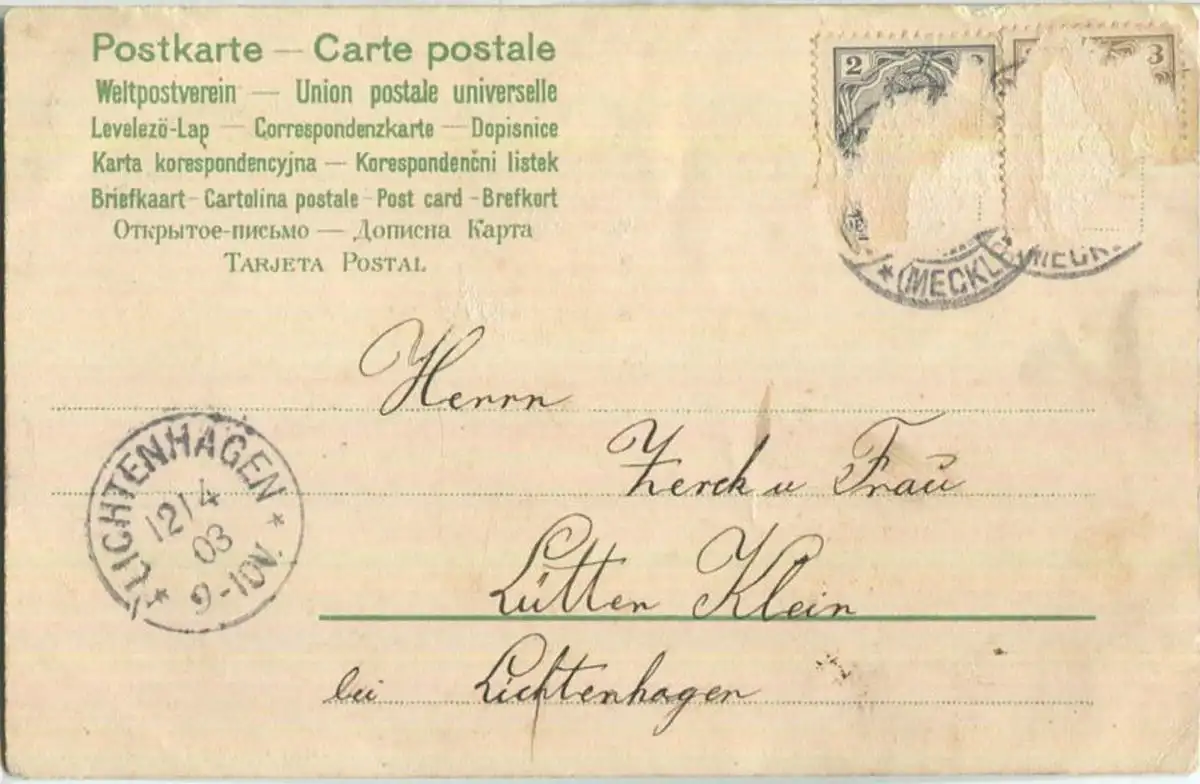 Postkarte — Carte postale
Weltpostverein — Union postale universelle
Levelezö-Lap — Correspondenzkarte — Dopisnice
Karta korespondencyjna — Korespondenčni listek
Briefkaart - Cartolina postale - Post card - Brefkort
Открытое-письмо — Дописна Карта
Tarjeta Postal
2
3
* (MECKLB
MECK
Herrn
Zerck u Frau
Lütten Klein
bei Lichtenhagen
* LICHTENHAGEN *
12/4
03
9-10V.